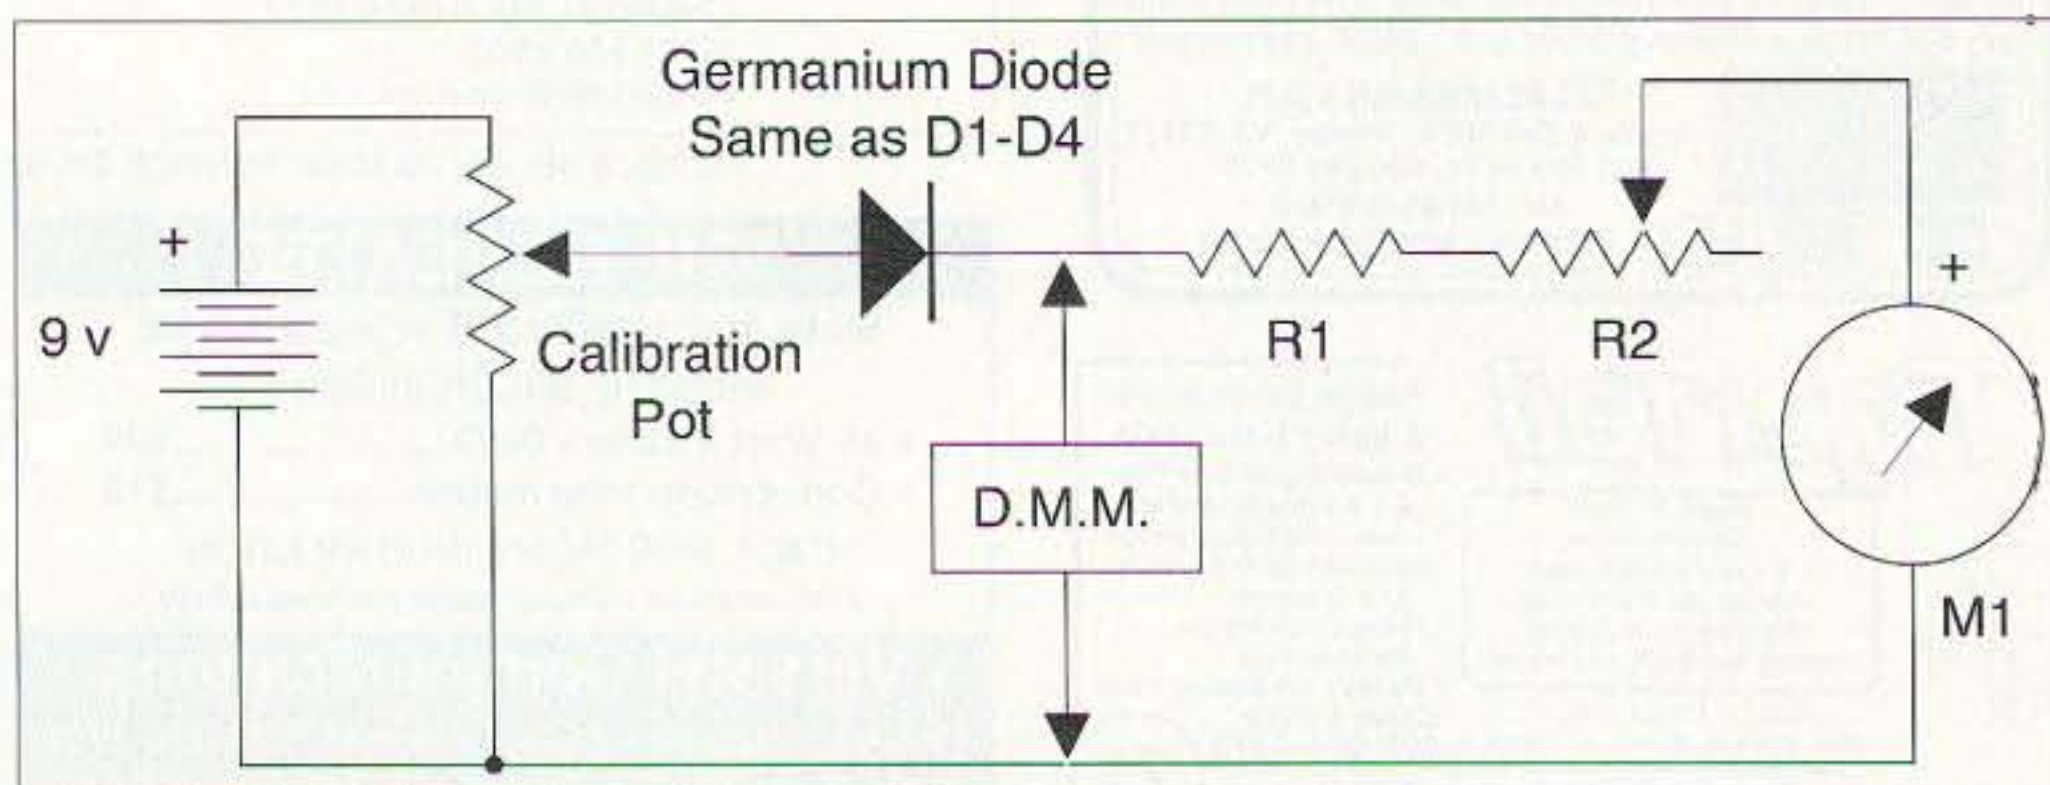 Germanium Diode
Same as D1-D4
+
9 v
Calibration
Pot
D.M.M.
R1
R2
+
M1